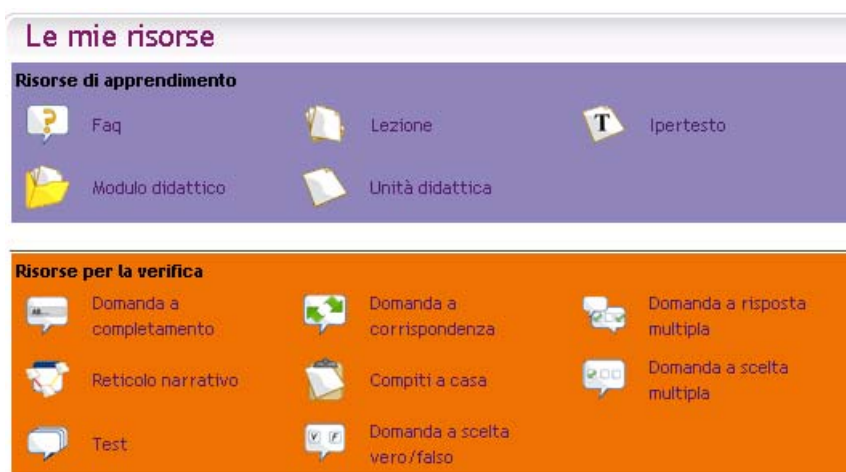 Le mie risorse
Risorse di apprendimento
Faq
Lezione
T
Ipertesto
Modulo didattico
Unità didattica
Risorse per la verifica
AB...
Domanda a
completamento
Domanda a
corrispondenza
Domanda a risposta
multipla
Reticolo narrativo
Compiti a casa
Domanda a scelta
multipla
Test
V F
Domanda a scelta
vero/falso